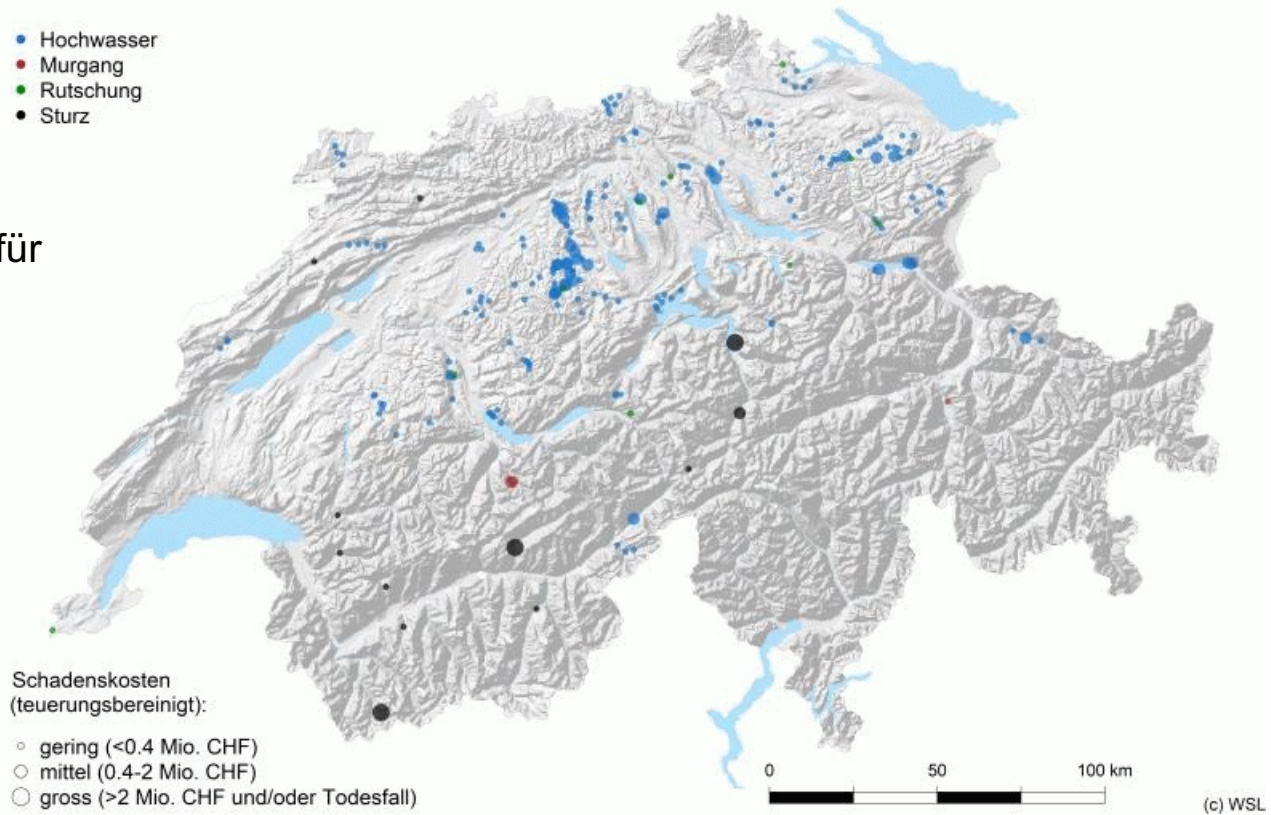 Hochwasser
Murgang
Rutschung
Sturz
für
Schadenskosten
(teuerungsbereinigt):
gering (<0.4 Mio. CHF)
mittel (0.4-2 Mio. CHF)
gross (>2 Mio. CHF und/oder Todesfall)
0 50 100 km
(c) WSL